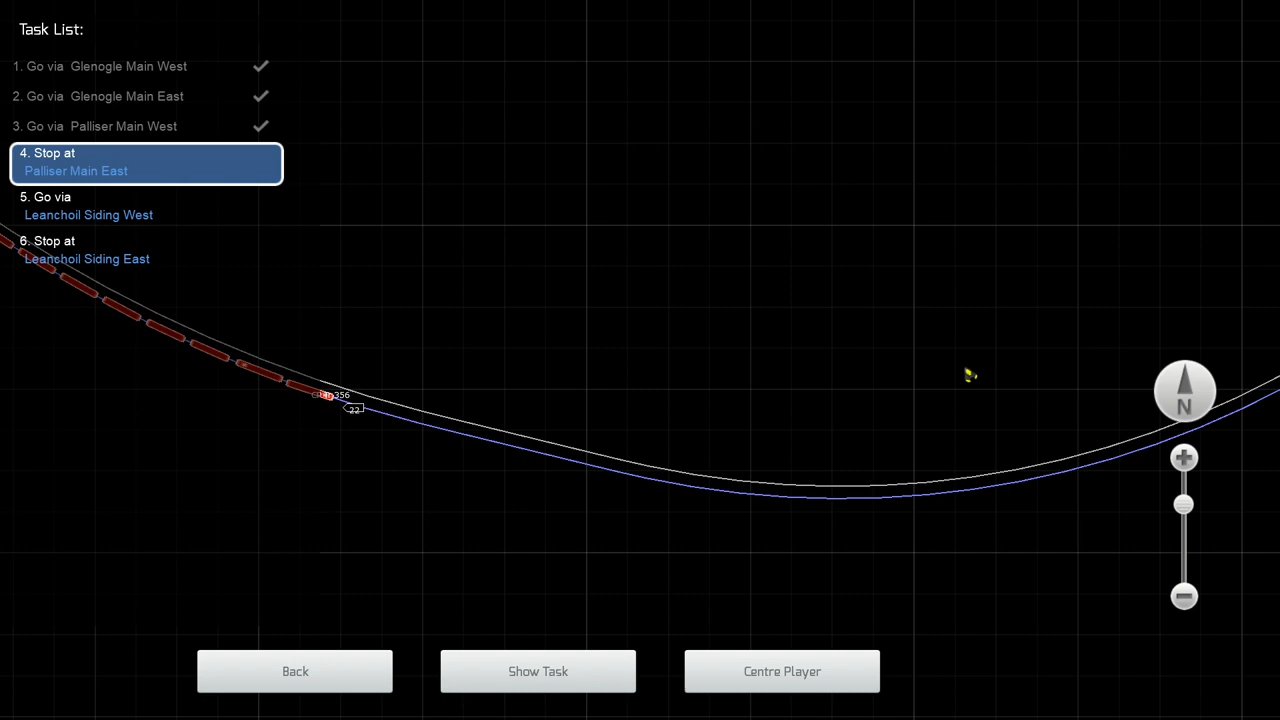 Task List:
1. Go via Glenogle Main West
2. Go via Glenogle Main East
3. Go via Palliser Main West
4. Stop at
Palliser Main East
5. Go via
Leanchoil Siding West
6. Stop at
Leanchoil Siding East
356
22
N
Back
Show Task
Centre Player